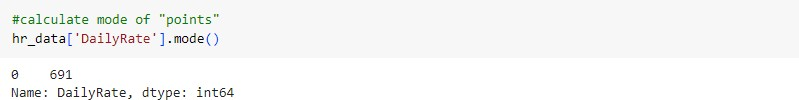 #calculate mode of "points"
hr_data['DailyRate'].mode()
0    691
Name: DailyRate, dtype: int64